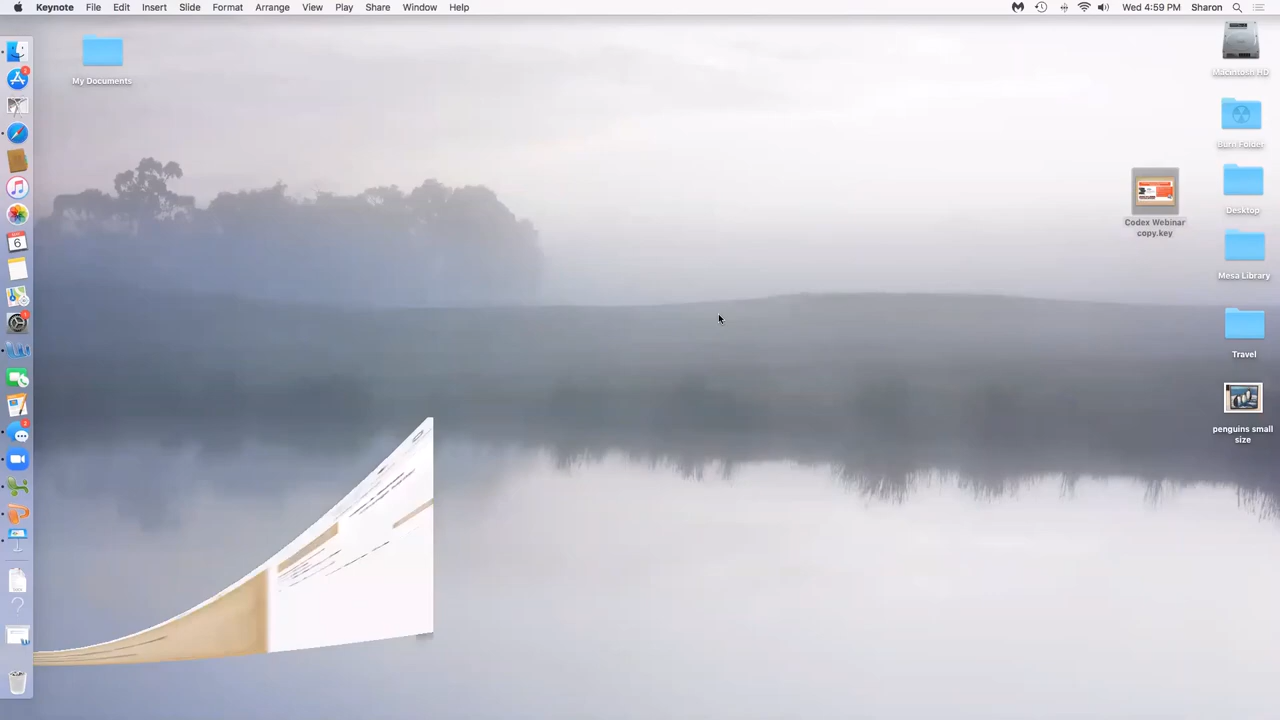 Keynote File Edit Insert Slide Format Arrange View Play Share Window Help Wed 4:59 PM Sharon
My Documents
Macintosh HD
Burn Folder
Codex Webinar
copy.key
Desktop
Mesa Library
Travel
penguins small
size
6